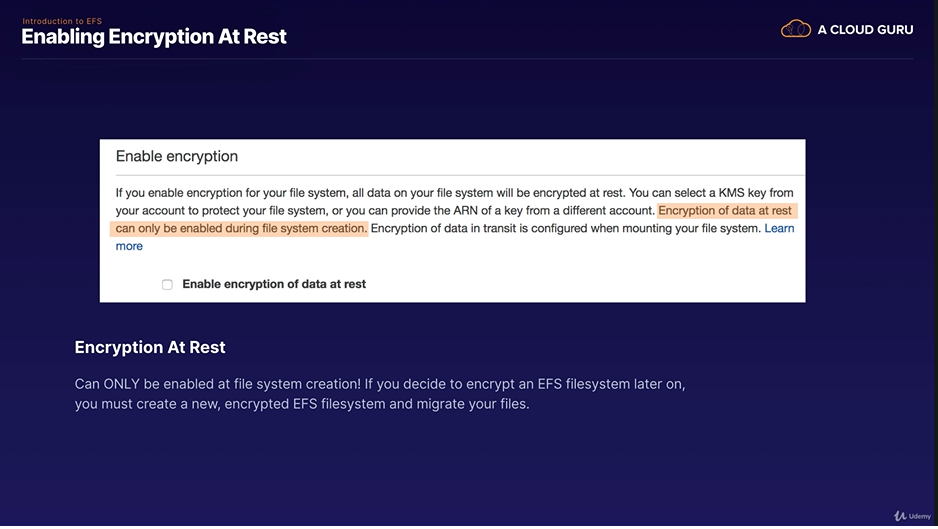 Introduction to EFS
Enabling Encryption At Rest
A CLOUD GURU
Enable encryption
If you enable encryption for your file system, all data on your file system will be encrypted at rest. You can select a KMS key from
your account to protect your file system, or you can provide the ARN of a key from a different account. Encryption of data at rest
can only be enabled during file system creation. Encryption of data in transit is configured when mounting your file system. Learn
more
Enable encryption of data at rest
Encryption At Rest
Can ONLY be enabled at file system creation! If you decide to encrypt an EFS filesystem later on,
you must create a new, encrypted EFS filesystem and migrate your files.
Udemy